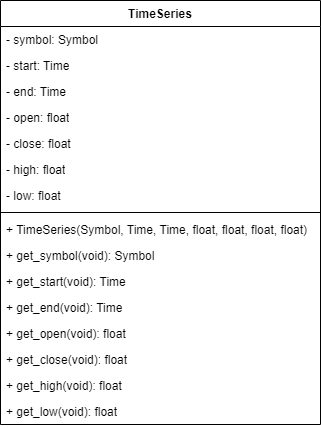 TimeSeries
- symbol: Symbol
- start: Time
- end: Time
- open: float
- close: float
- high: float
- low: float
+ TimeSeries(Symbol, Time, Time, float, float, float, float)
+ get_symbol(void): Symbol
+ get_start(void): Time
+ get_end(void): Time
+ get_open(void): float
+ get_close(void): float
+ get_high(void): float
+ get_low(void): float